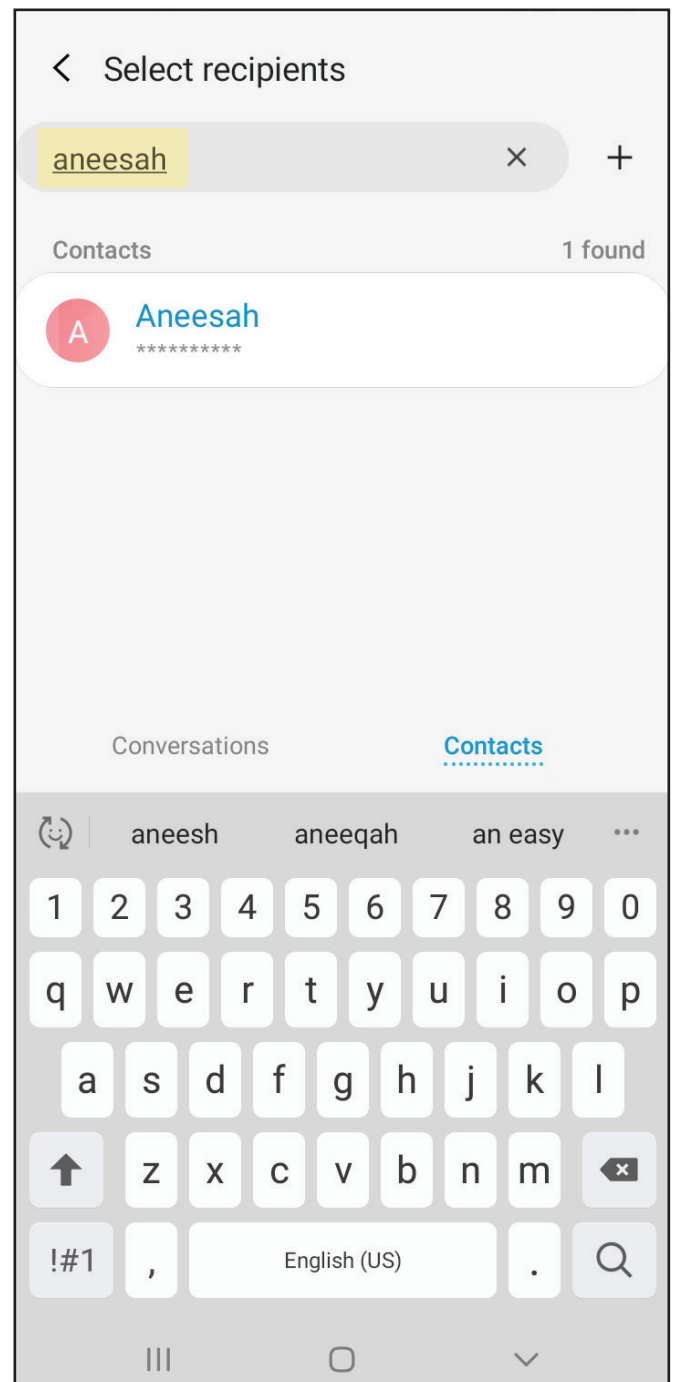 Select recipients
aneesah
Contacts 1 found
A Aneesah
**********
Conversations Contacts
aneesh aneeqah an easy
1 2 3 4 5 6 7 8 9 0
q w e r t y u i o p
a s d f g h j k l
z x c v b n m
!#1 , English (US) .